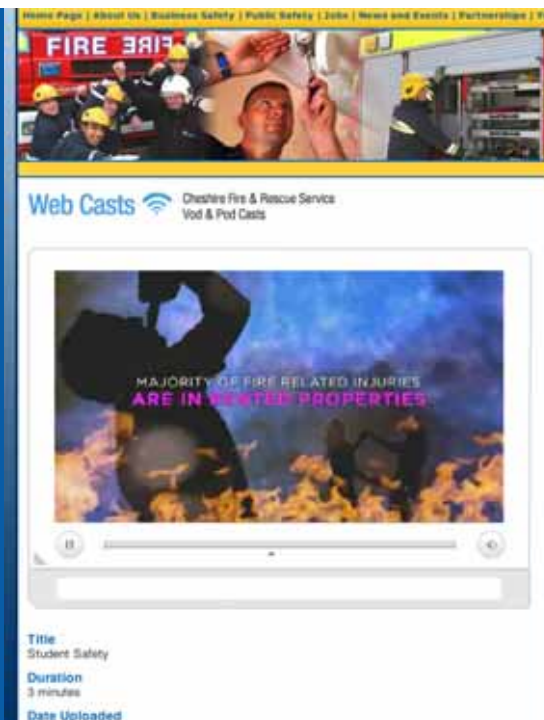 Home Page | About Us | Business Safety | Public Safety | Jobs | News and Events | Partnerships |
FIRE FIRE
Web Casts
Cheshire Fire & Rescue Service
Vod & Pod Casts
MAJORITY OF FIRE RELATED INJURIES
ARE IN RENTED PROPERTIES
Title
Student Safety
Duration
3 minutes
Date Uploaded